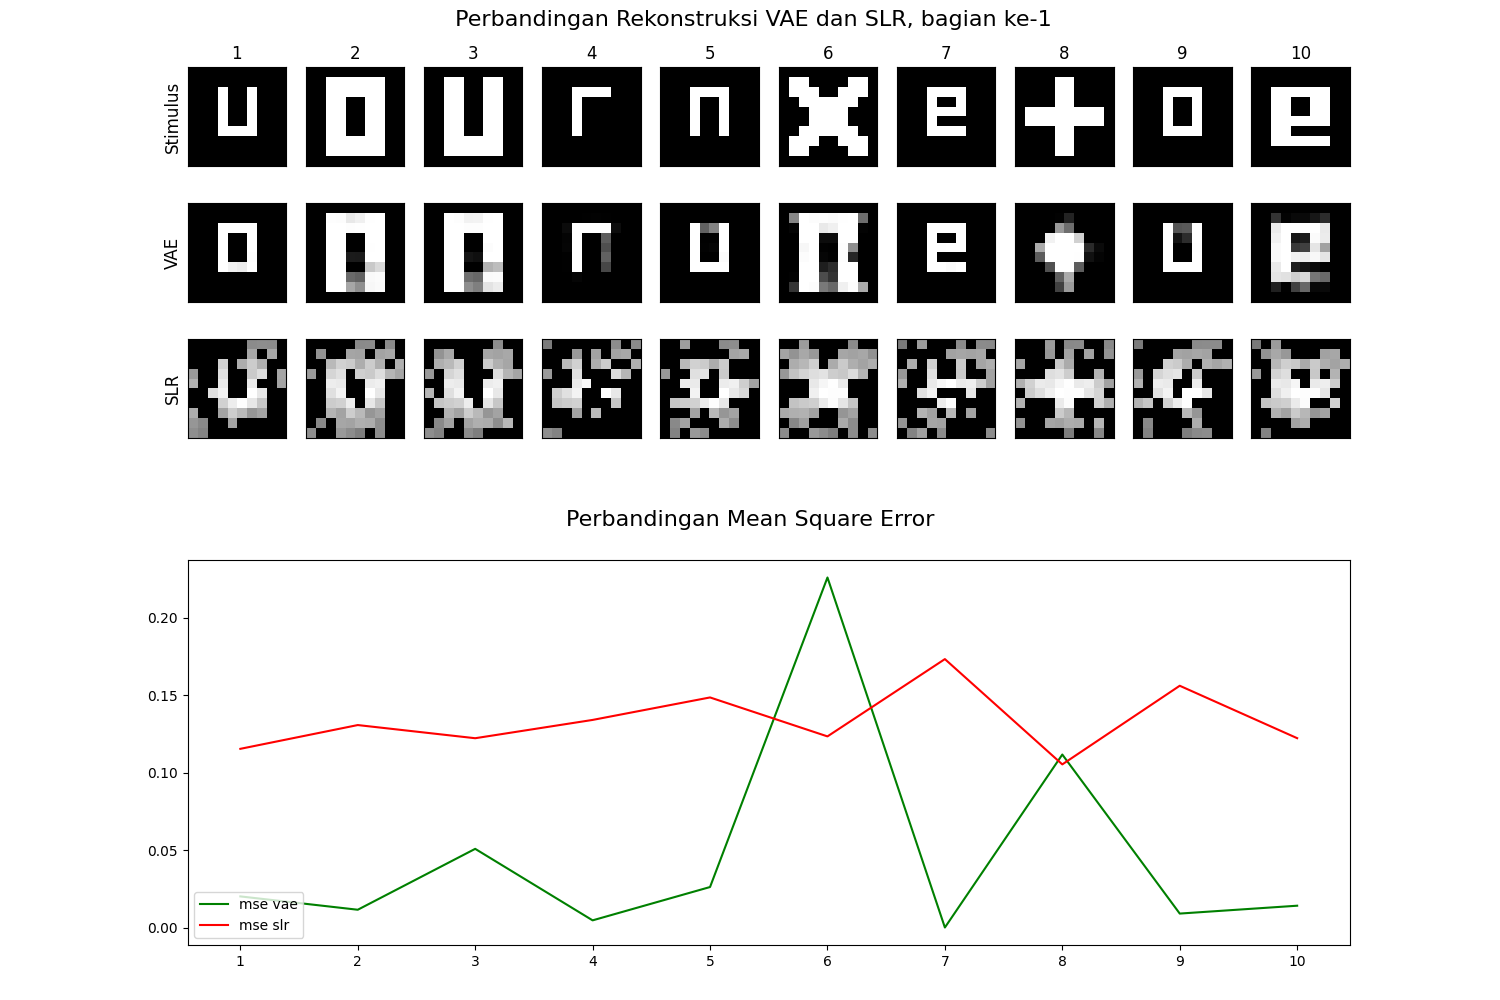 Perbandingan Rekonstruksi VAE dan SLR, bagian ke-1
1 2 3 4 5 6 7 8 9 10
Stimulus
VAE
SLR
Perbandingan Mean Square Error
0.20
0.15
0.10
0.05
0.00
mse vae
mse slr
1 2 3 4 5 6 7 8 9 10